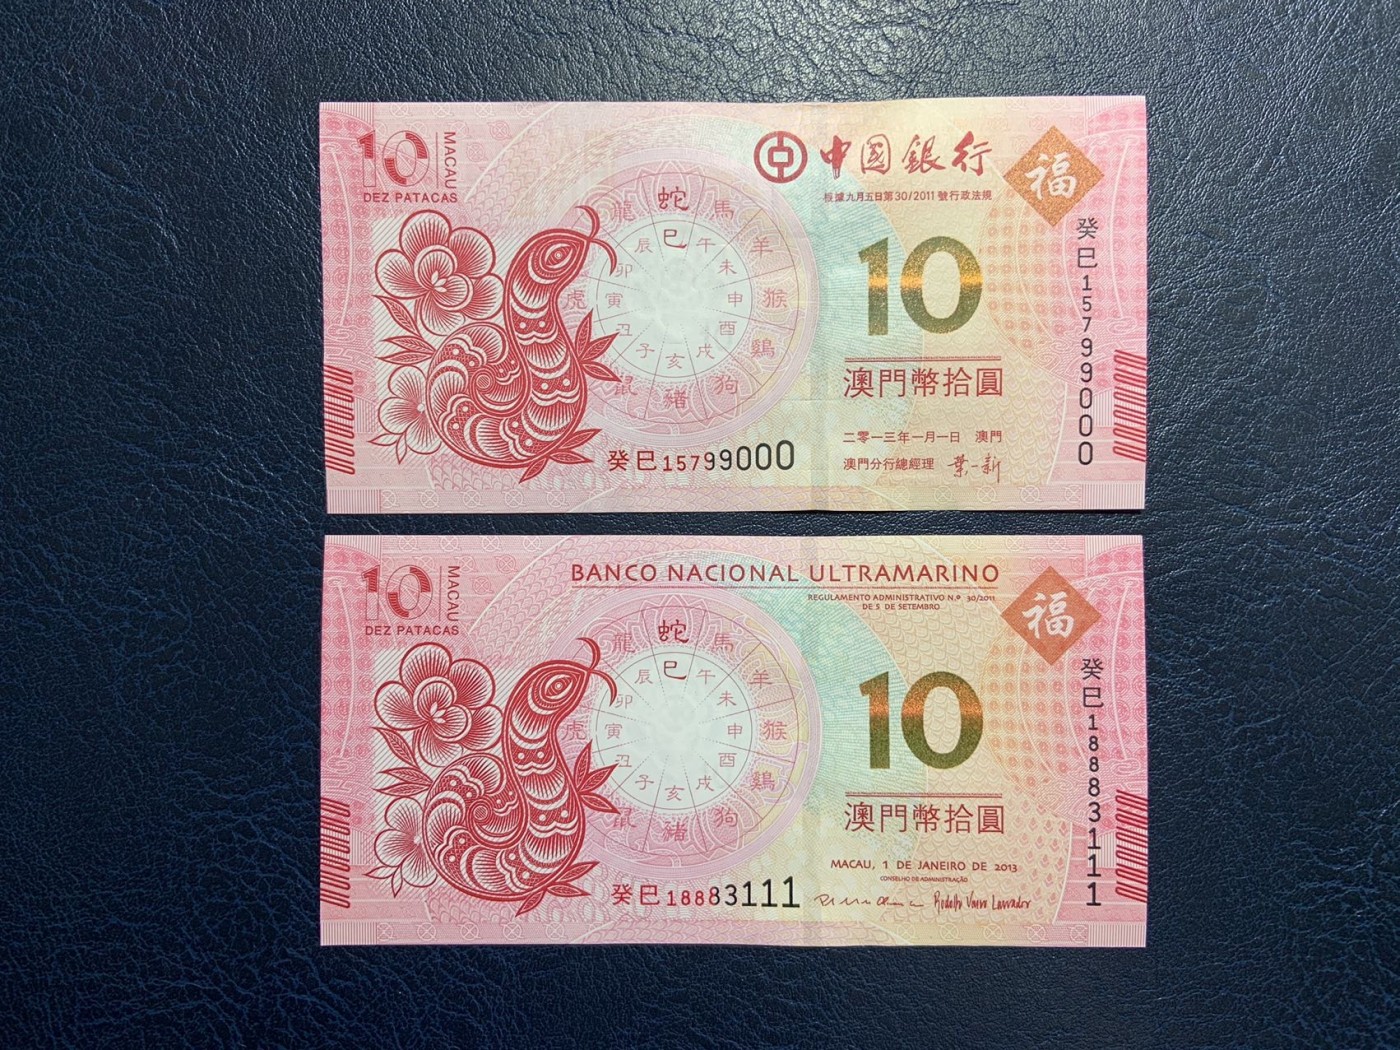 10
MACAU
DEZ PATACAS
中國銀行
根據九月五日第30/2011號行政法規
福
龍 蛇 馬 羊 猴 鷄 狗 豬 鼠 虎
辰 巳 午 未 申 酉 戌 亥 子 丑 寅 卯
10
澳門幣拾圓
二零一三年一月一日 澳門
澳門分行總經理 葉一新
癸巳15799000
癸巳15799000
10
MACAU
DEZ PATACAS
BANCO NACIONAL ULTRAMARINO
REGULAMENTO ADMINISTRATIVO N.º 30/2011
DE 5 DE SETEMBRO
福
龍 蛇 馬 羊 猴 鷄 狗 豬 鼠 虎
辰 巳 午 未 申 酉 戌 亥 子 丑 寅 卯
10
澳門幣拾圓
MACAU, 1 DE JANEIRO DE 2013
CONSELHO DE ADMINISTRAÇÃO
癸巳18883111
癸巳18883111